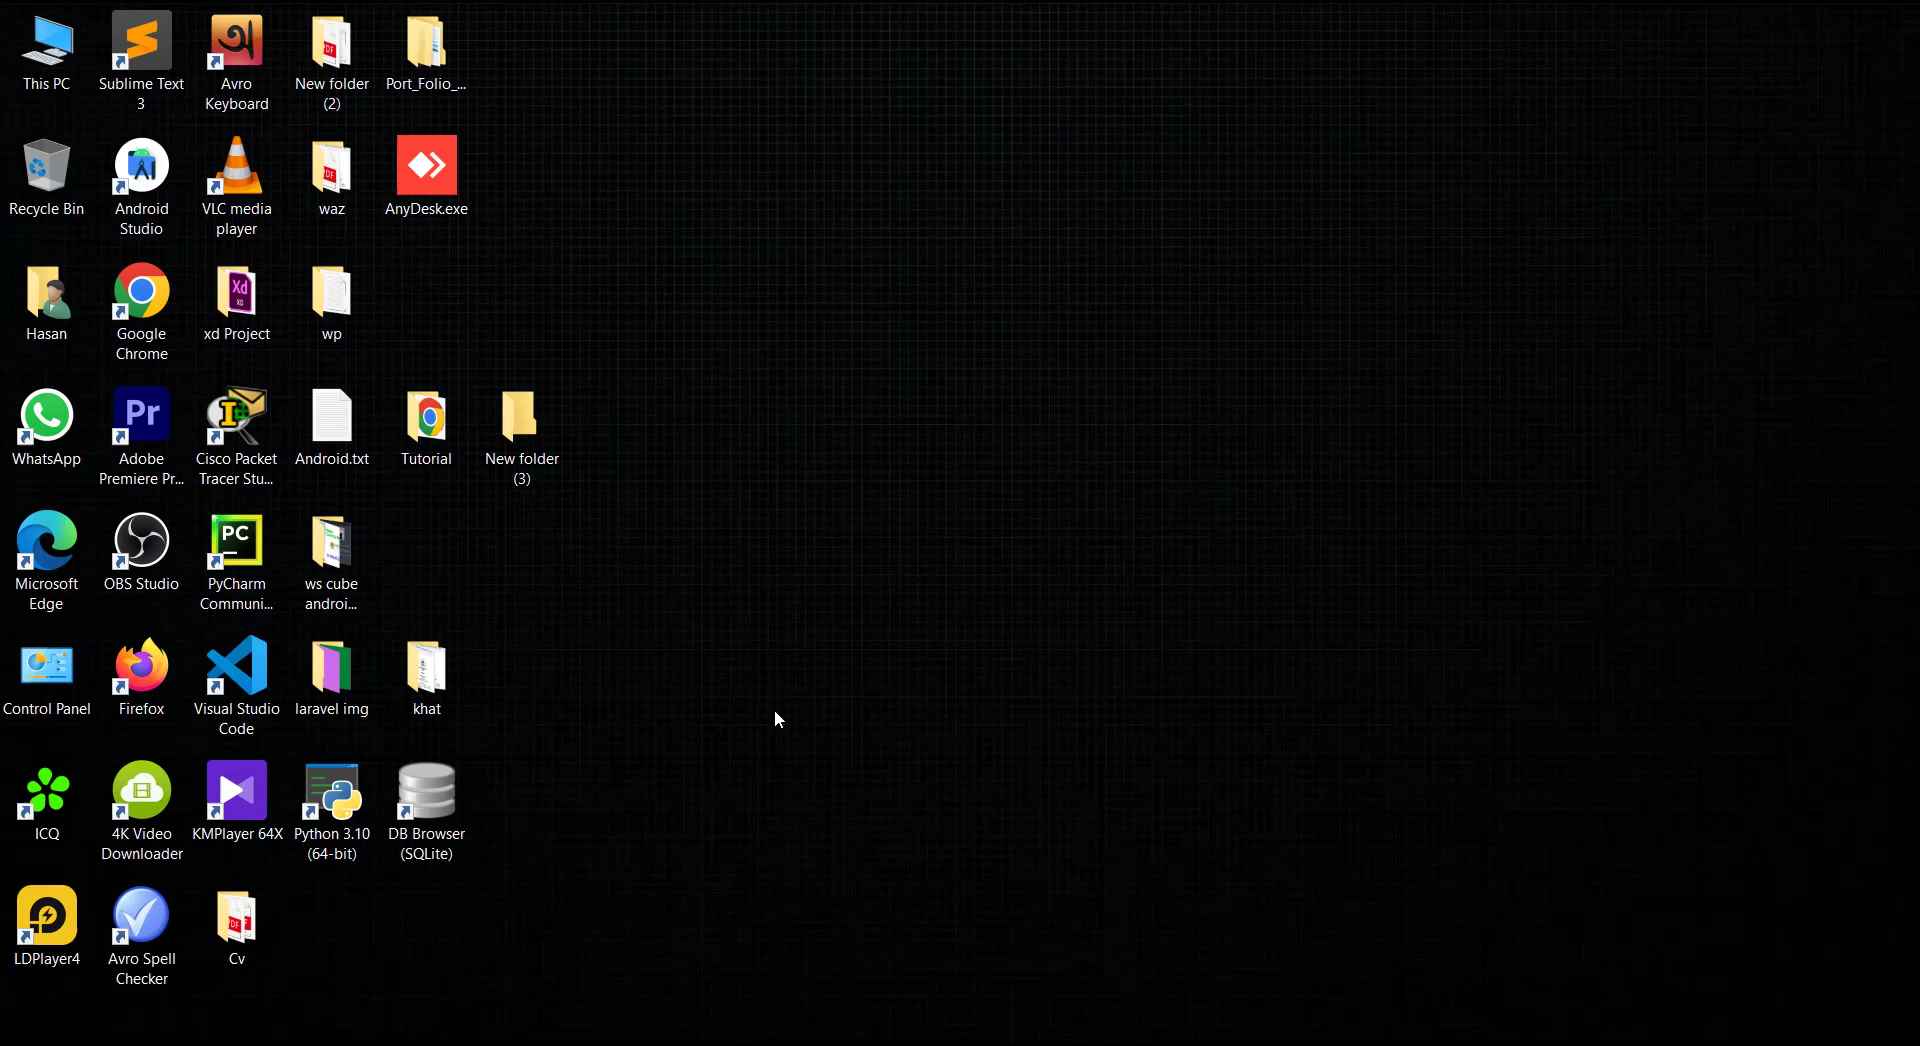 This PC
Sublime Text
3
Avro
Keyboard
New folder
(2)
Port_Folio_...
Recycle Bin
Android
Studio
VLC media
player
waz
AnyDesk.exe
Hasan
Google
Chrome
xd Project
wp
WhatsApp
Adobe
Premiere Pr...
Cisco Packet
Tracer Stu...
Android.txt
Tutorial
New folder
(3)
Microsoft
Edge
OBS Studio
PyCharm
Communi...
ws cube
androi...
Control Panel
Firefox
Visual Studio
Code
laravel img
khat
ICQ
4K Video
Downloader
KMPlayer 64X
Python 3.10
(64-bit)
DB Browser
(SQLite)
LDPlayer4
Avro Spell
Checker
Cv